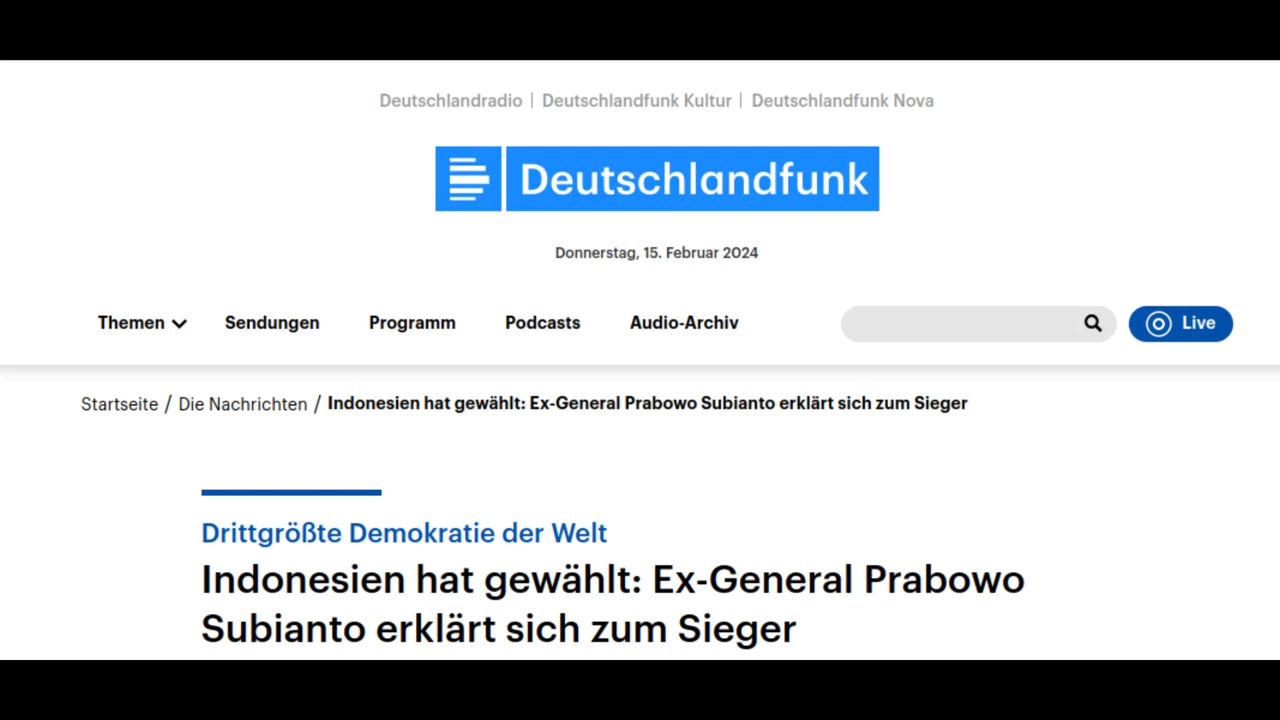 Deutschlandradio | Deutschlandfunk Kultur | Deutschlandfunk Nova
Deutschlandfunk
Donnerstag, 15. Februar 2024
Themen Sendungen Programm Podcasts Audio-Archiv Live
Startseite / Die Nachrichten / Indonesien hat gewählt: Ex-General Prabowo Subianto erklärt sich zum Sieger
Drittgrößte Demokratie der Welt
Indonesien hat gewählt: Ex-General Prabowo
Subianto erklärt sich zum Sieger